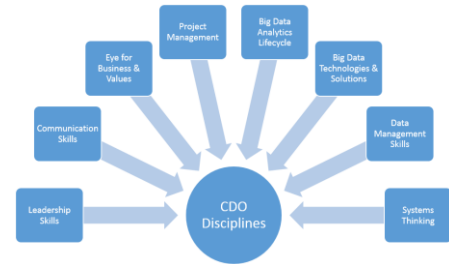 Project
Management
Big Data
Analytics
Lifecycle
Eye for
Business &
Values
Big Data
Technologies &
Solutions
Communication
Skills
Data
Management
Skills
Leadership
Skills
CDO
Disciplines
Systems
Thinking